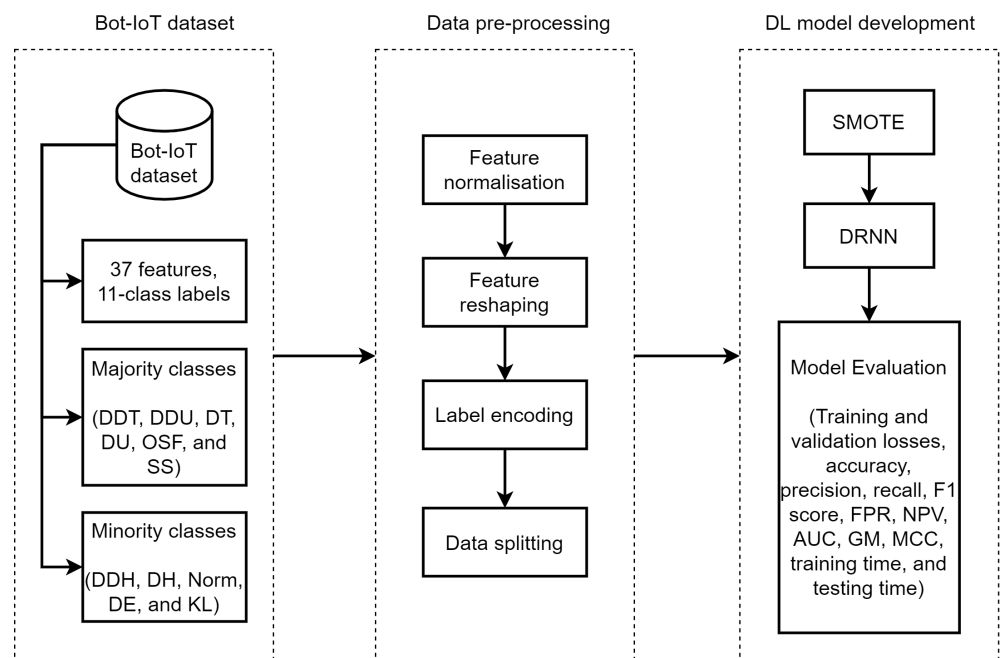 Bot-IoT dataset
Bot-IoT
dataset
37 features,
11-class labels
Majority classes
(DDT, DDU, DT,
DU, OSF, and
SS)
Minority classes
(DDH, DH, Norm,
DE, and KL)
Data pre-processing
Feature
normalisation
Feature
reshaping
Label encoding
Data splitting
DL model development
SMOTE
DRNN
Model Evaluation
(Training and
validation losses,
accuracy,
precision, recall, F1
score, FPR, NPV,
AUC, GM, MCC,
training time, and
testing time)